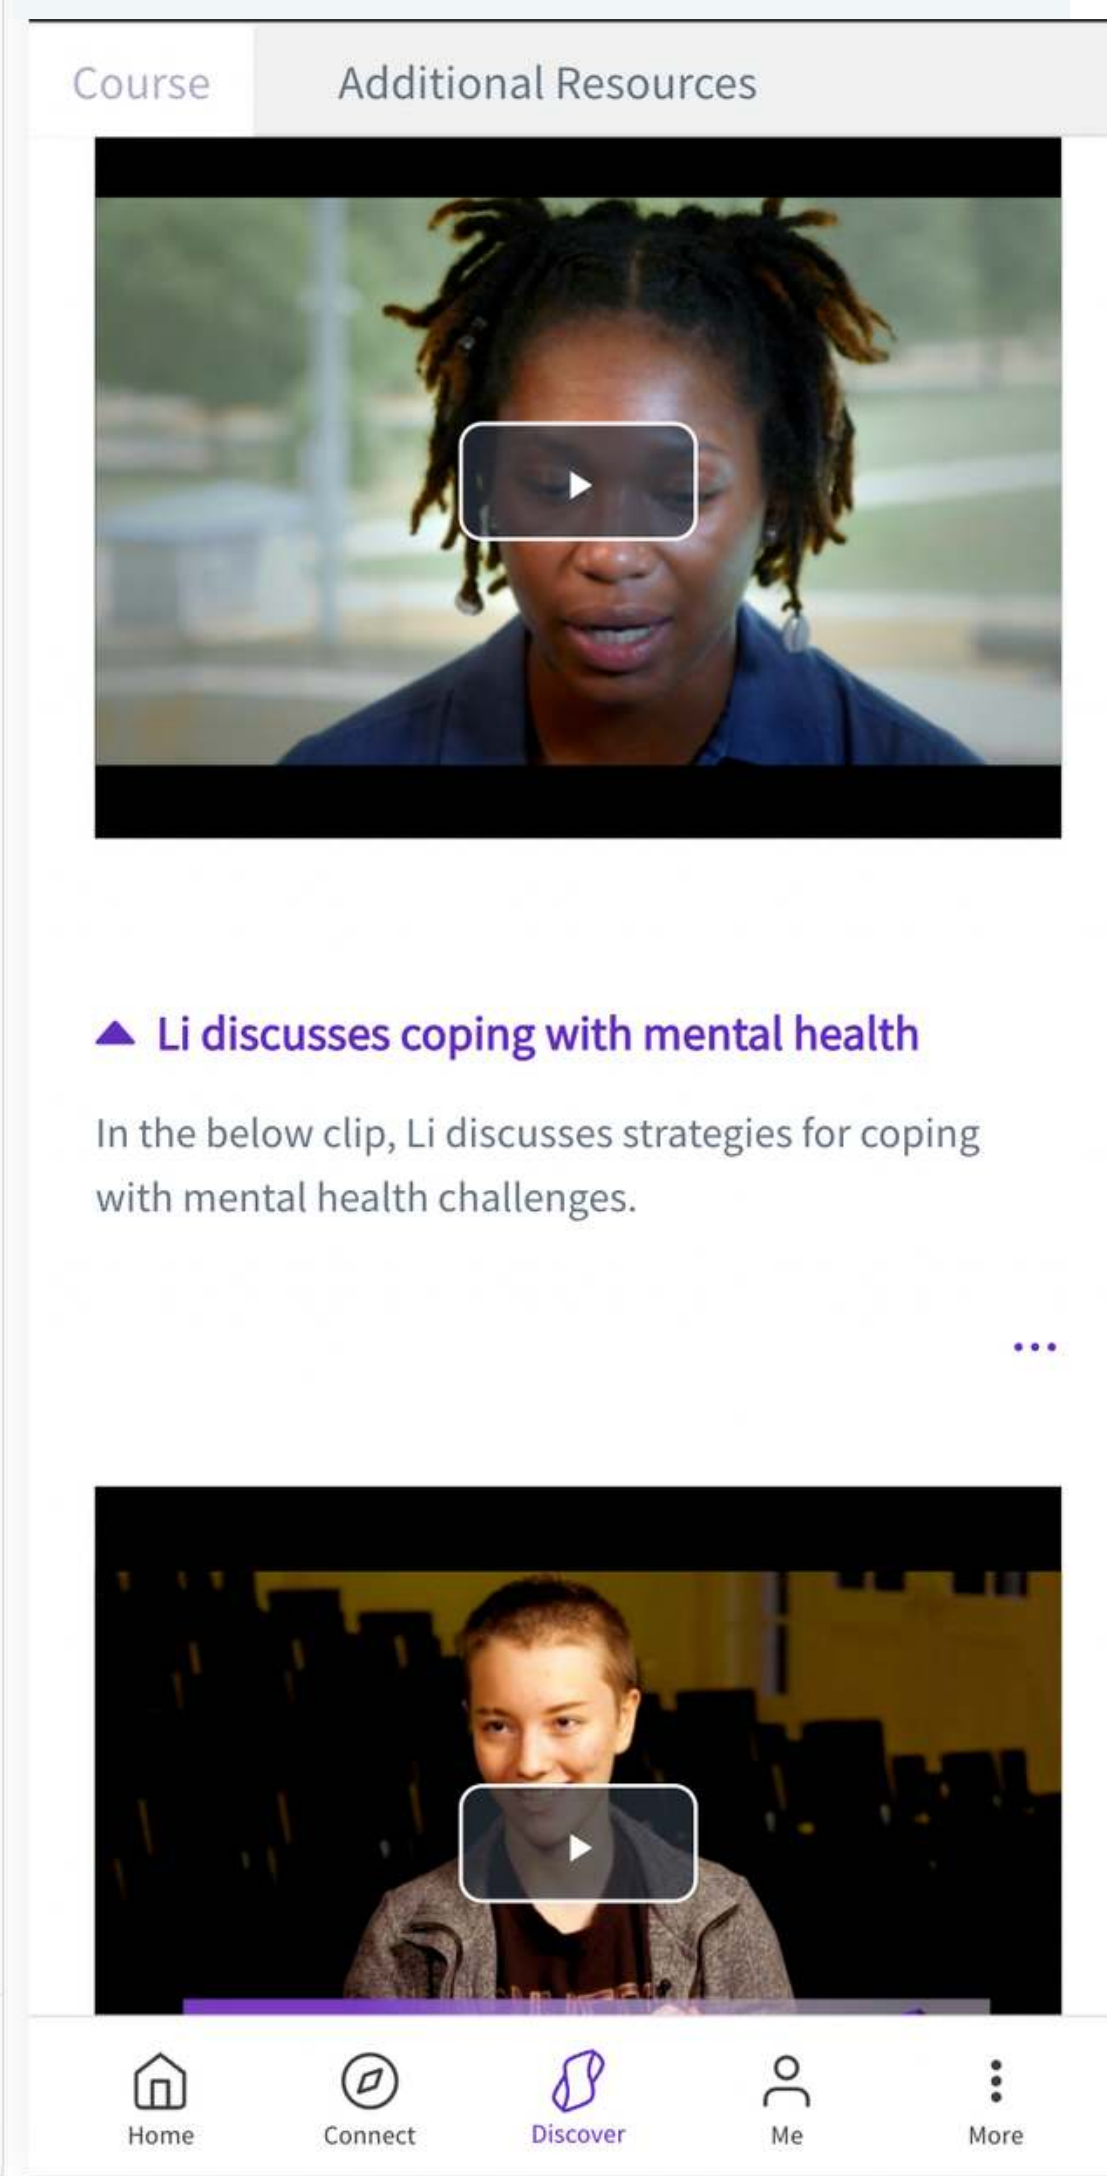 Course
Additional Resources
Li discusses coping with mental health
In the below clip, Li discusses strategies for coping
with mental health challenges.
Home
Connect
Discover
Me
More